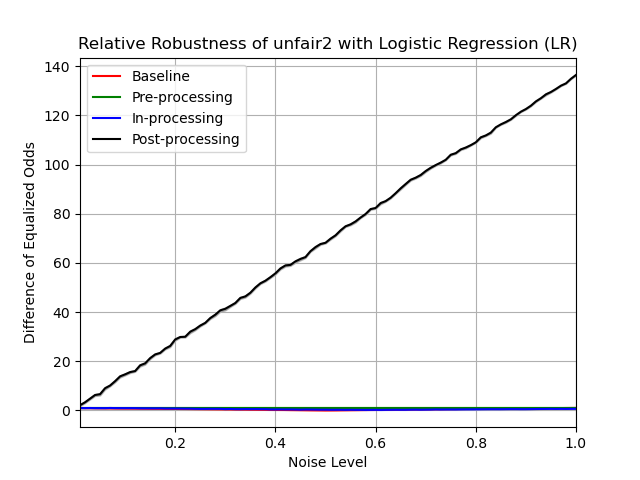 Relative Robustness of unfair2 with Logistic Regression (LR)
140
120
100
80
60
40
20
0
Difference of Equalized Odds
Baseline
Pre-processing
In-processing
Post-processing
0.2
0.4
0.6
0.8
1.0
Noise Level